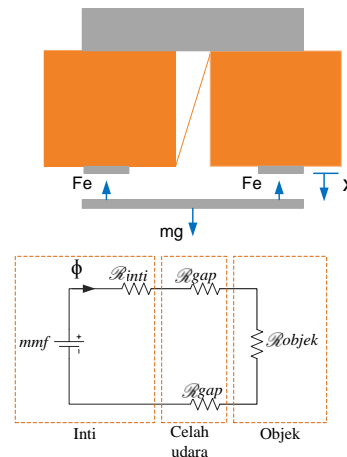 Fe Fe x
mg
ϕ ℛinti ℛgap
mmf + - ℛobjek
ℛgap
Inti Celah udara Objek